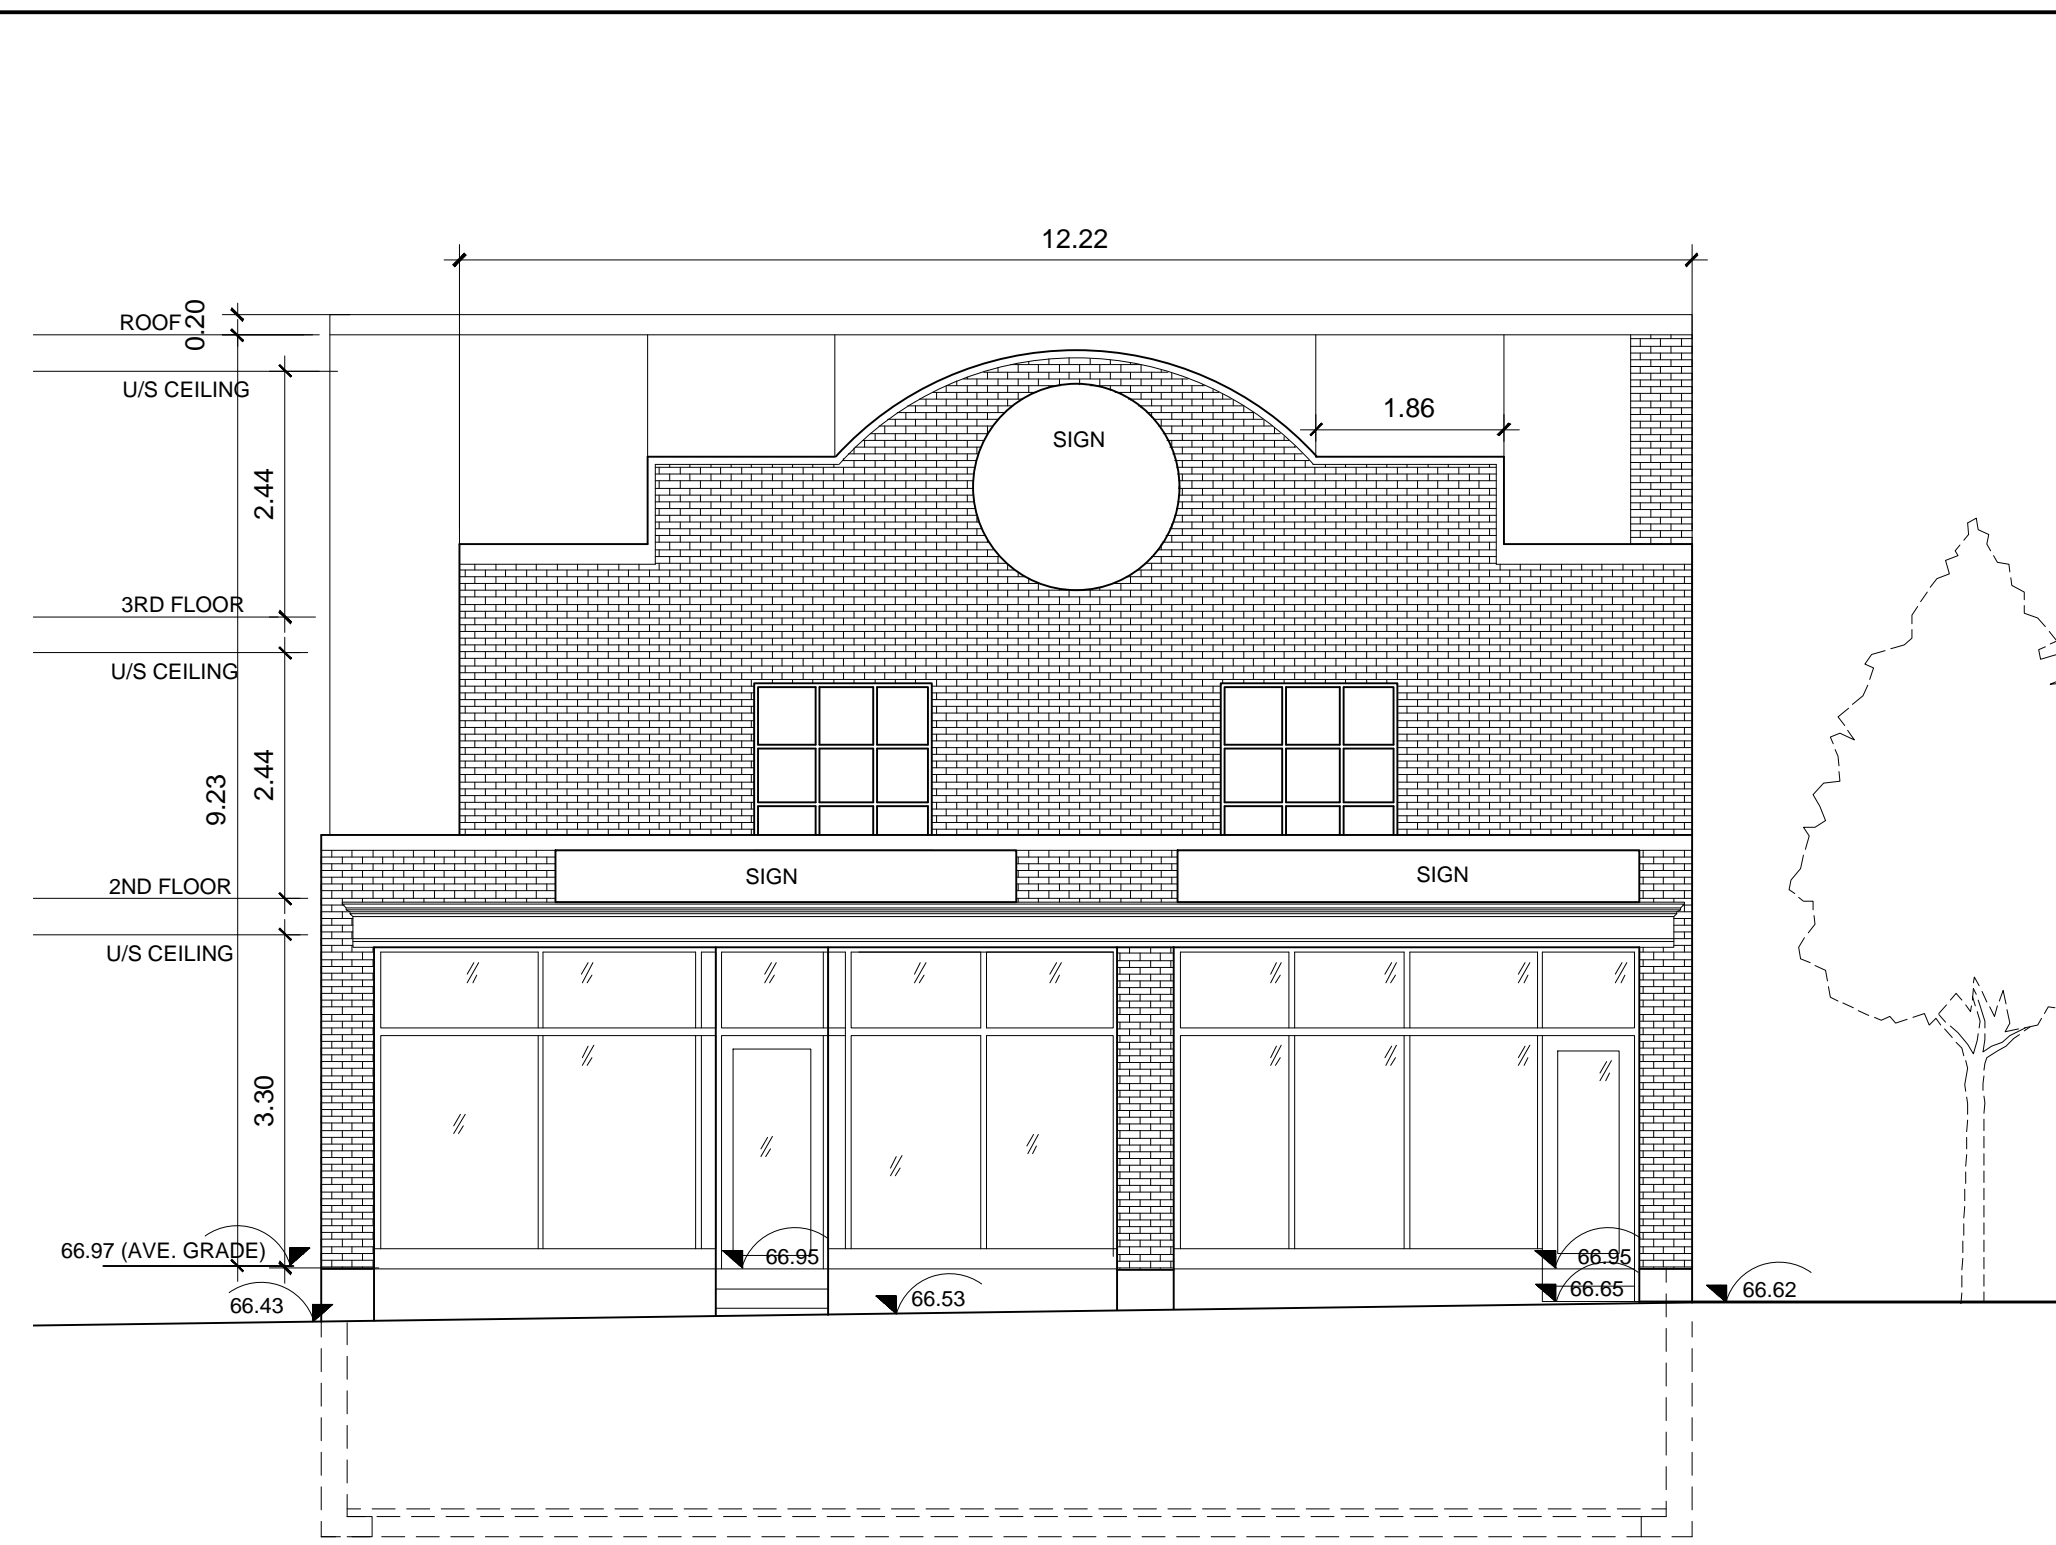 12.22
ROOF
0.20
U/S CEILING
1.86
SIGN
2.44
3RD FLOOR
U/S CEILING
2.44
9.23
SIGN
SIGN
2ND FLOOR
U/S CEILING
3.30
66.97 (AVE. GRADE)
66.95
66.95
66.43
66.53
66.65
66.62